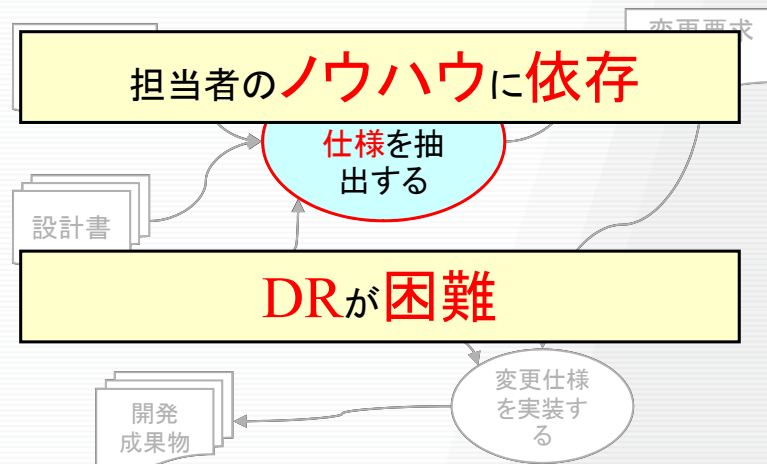 変更要求
担当者のノウハウに依存
仕様を抽
出する
設計書
DRが困難
変更仕様
を実装す
る
開発
成果物